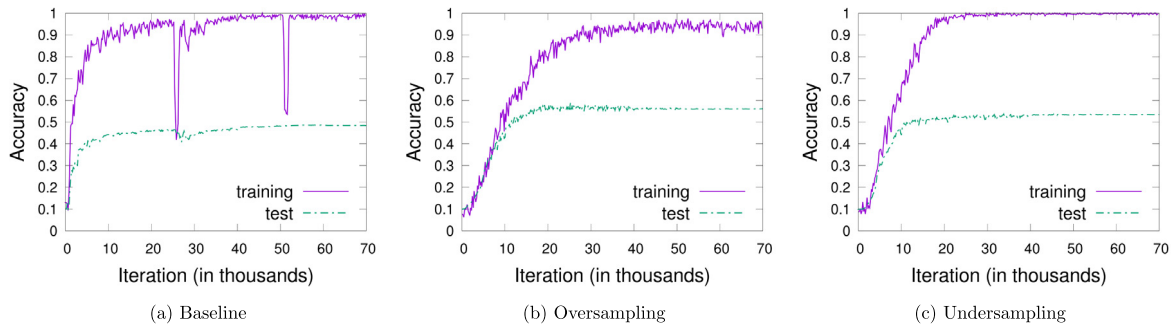 1
0.9
0.8
0.7
0.6
0.5
0.4
0.3
0.2
0.1
0 10 20 30 40 50 60 70
Accuracy
training
test
Iteration (in thousands)
(a) Baseline
1
0.9
0.8
0.7
0.6
0.5
0.4
0.3
0.2
0.1
0
0 10 20 30 40 50 60 70
Accuracy
training
test
Iteration (in thousands)
(b) Oversampling
1
0.9
0.8
0.7
0.6
0.5
0.4
0.3
0.2
0.1
0
0 10 20 30 40 50 60 70
Accuracy
training
test
Iteration (in thousands)
(c) Undersampling